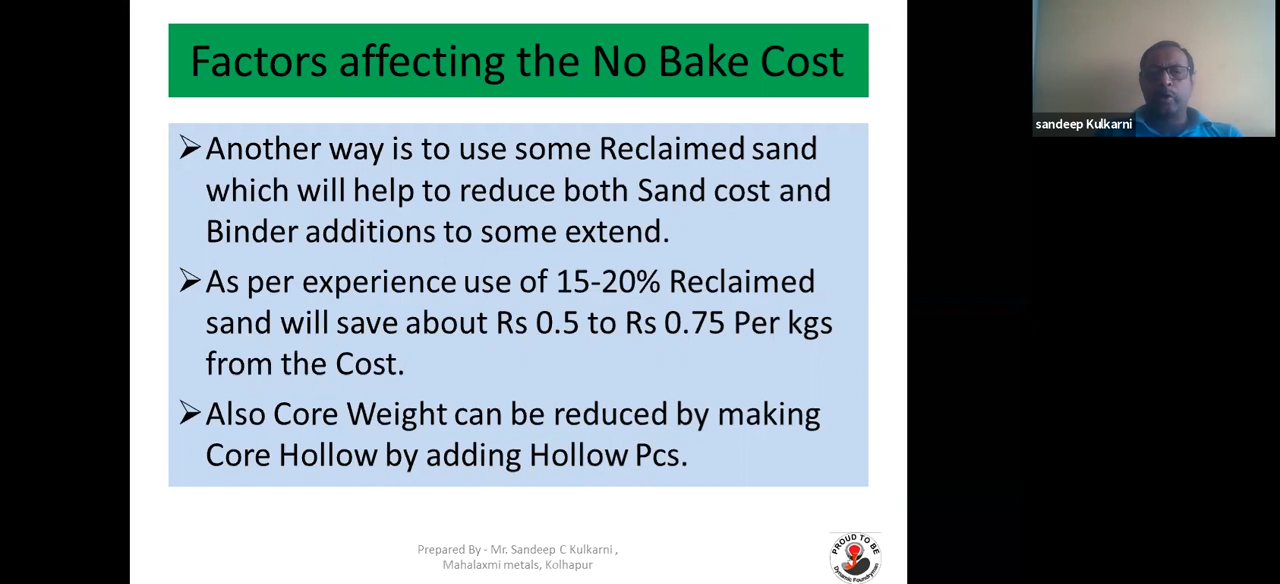 Factors affecting the No Bake Cost
sandeep Kulkarni
➢Another way is to use some Reclaimed sand
which will help to reduce both Sand cost and
Binder additions to some extend.
➢As per experience use of 15-20% Reclaimed
sand will save about Rs 0.5 to Rs 0.75 Per kgs
from the Cost.
➢Also Core Weight can be reduced by making
Core Hollow by adding Hollow Pcs.
Prepared By - Mr. Sandeep C Kulkarni ,
Mahalaxmi metals, Kolhapur
PROUD TO BE
Dynamic Foundryman